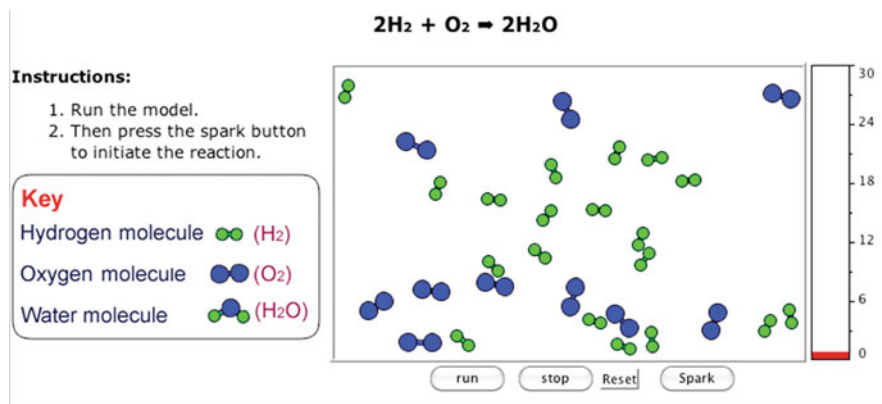 2H₂ + O₂ ➡ 2H₂O
Instructions:
1. Run the model.
2. Then press the spark button
to initiate the reaction.
Key
Hydrogen molecule (H₂)
Oxygen molecule (O₂)
Water molecule (H₂O)
30
24
18
12
6
0
run
stop
Reset
Spark